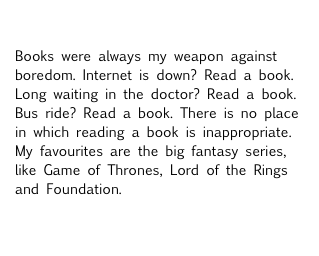 Books were always my weapon against
boredom. Internet is down? Read a book.
Long waiting in the doctor? Read a book.
Bus ride? Read a book. There is no place
in which reading a book is inappropriate.
My favourites are the big fantasy series,
like Game of Thrones, Lord of the Rings
and Foundation.